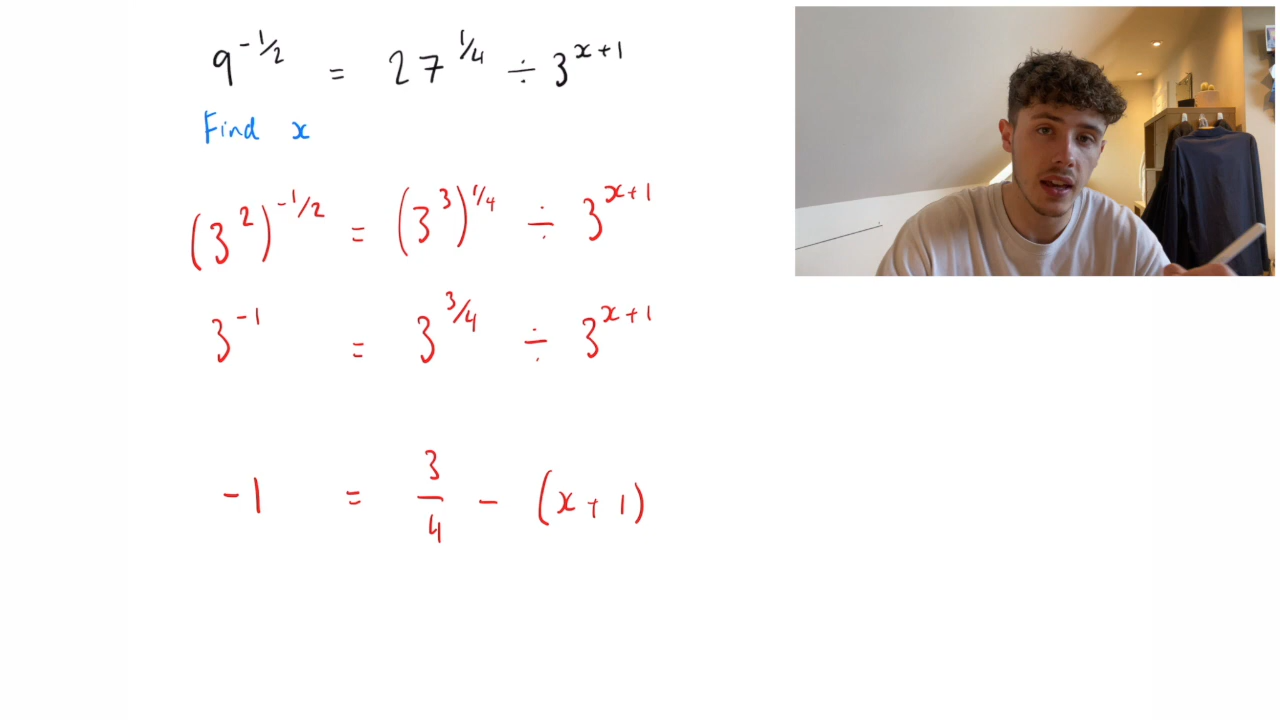 9^{-1/2} = 27^{1/4} ÷ 3^{x+1}
Find x
(3^2)^{-1/2} = (3^3)^{1/4} ÷ 3^{x+1}
3^{-1} = 3^{3/4} ÷ 3^{x+1}
-1 = 3/4 - (x+1)